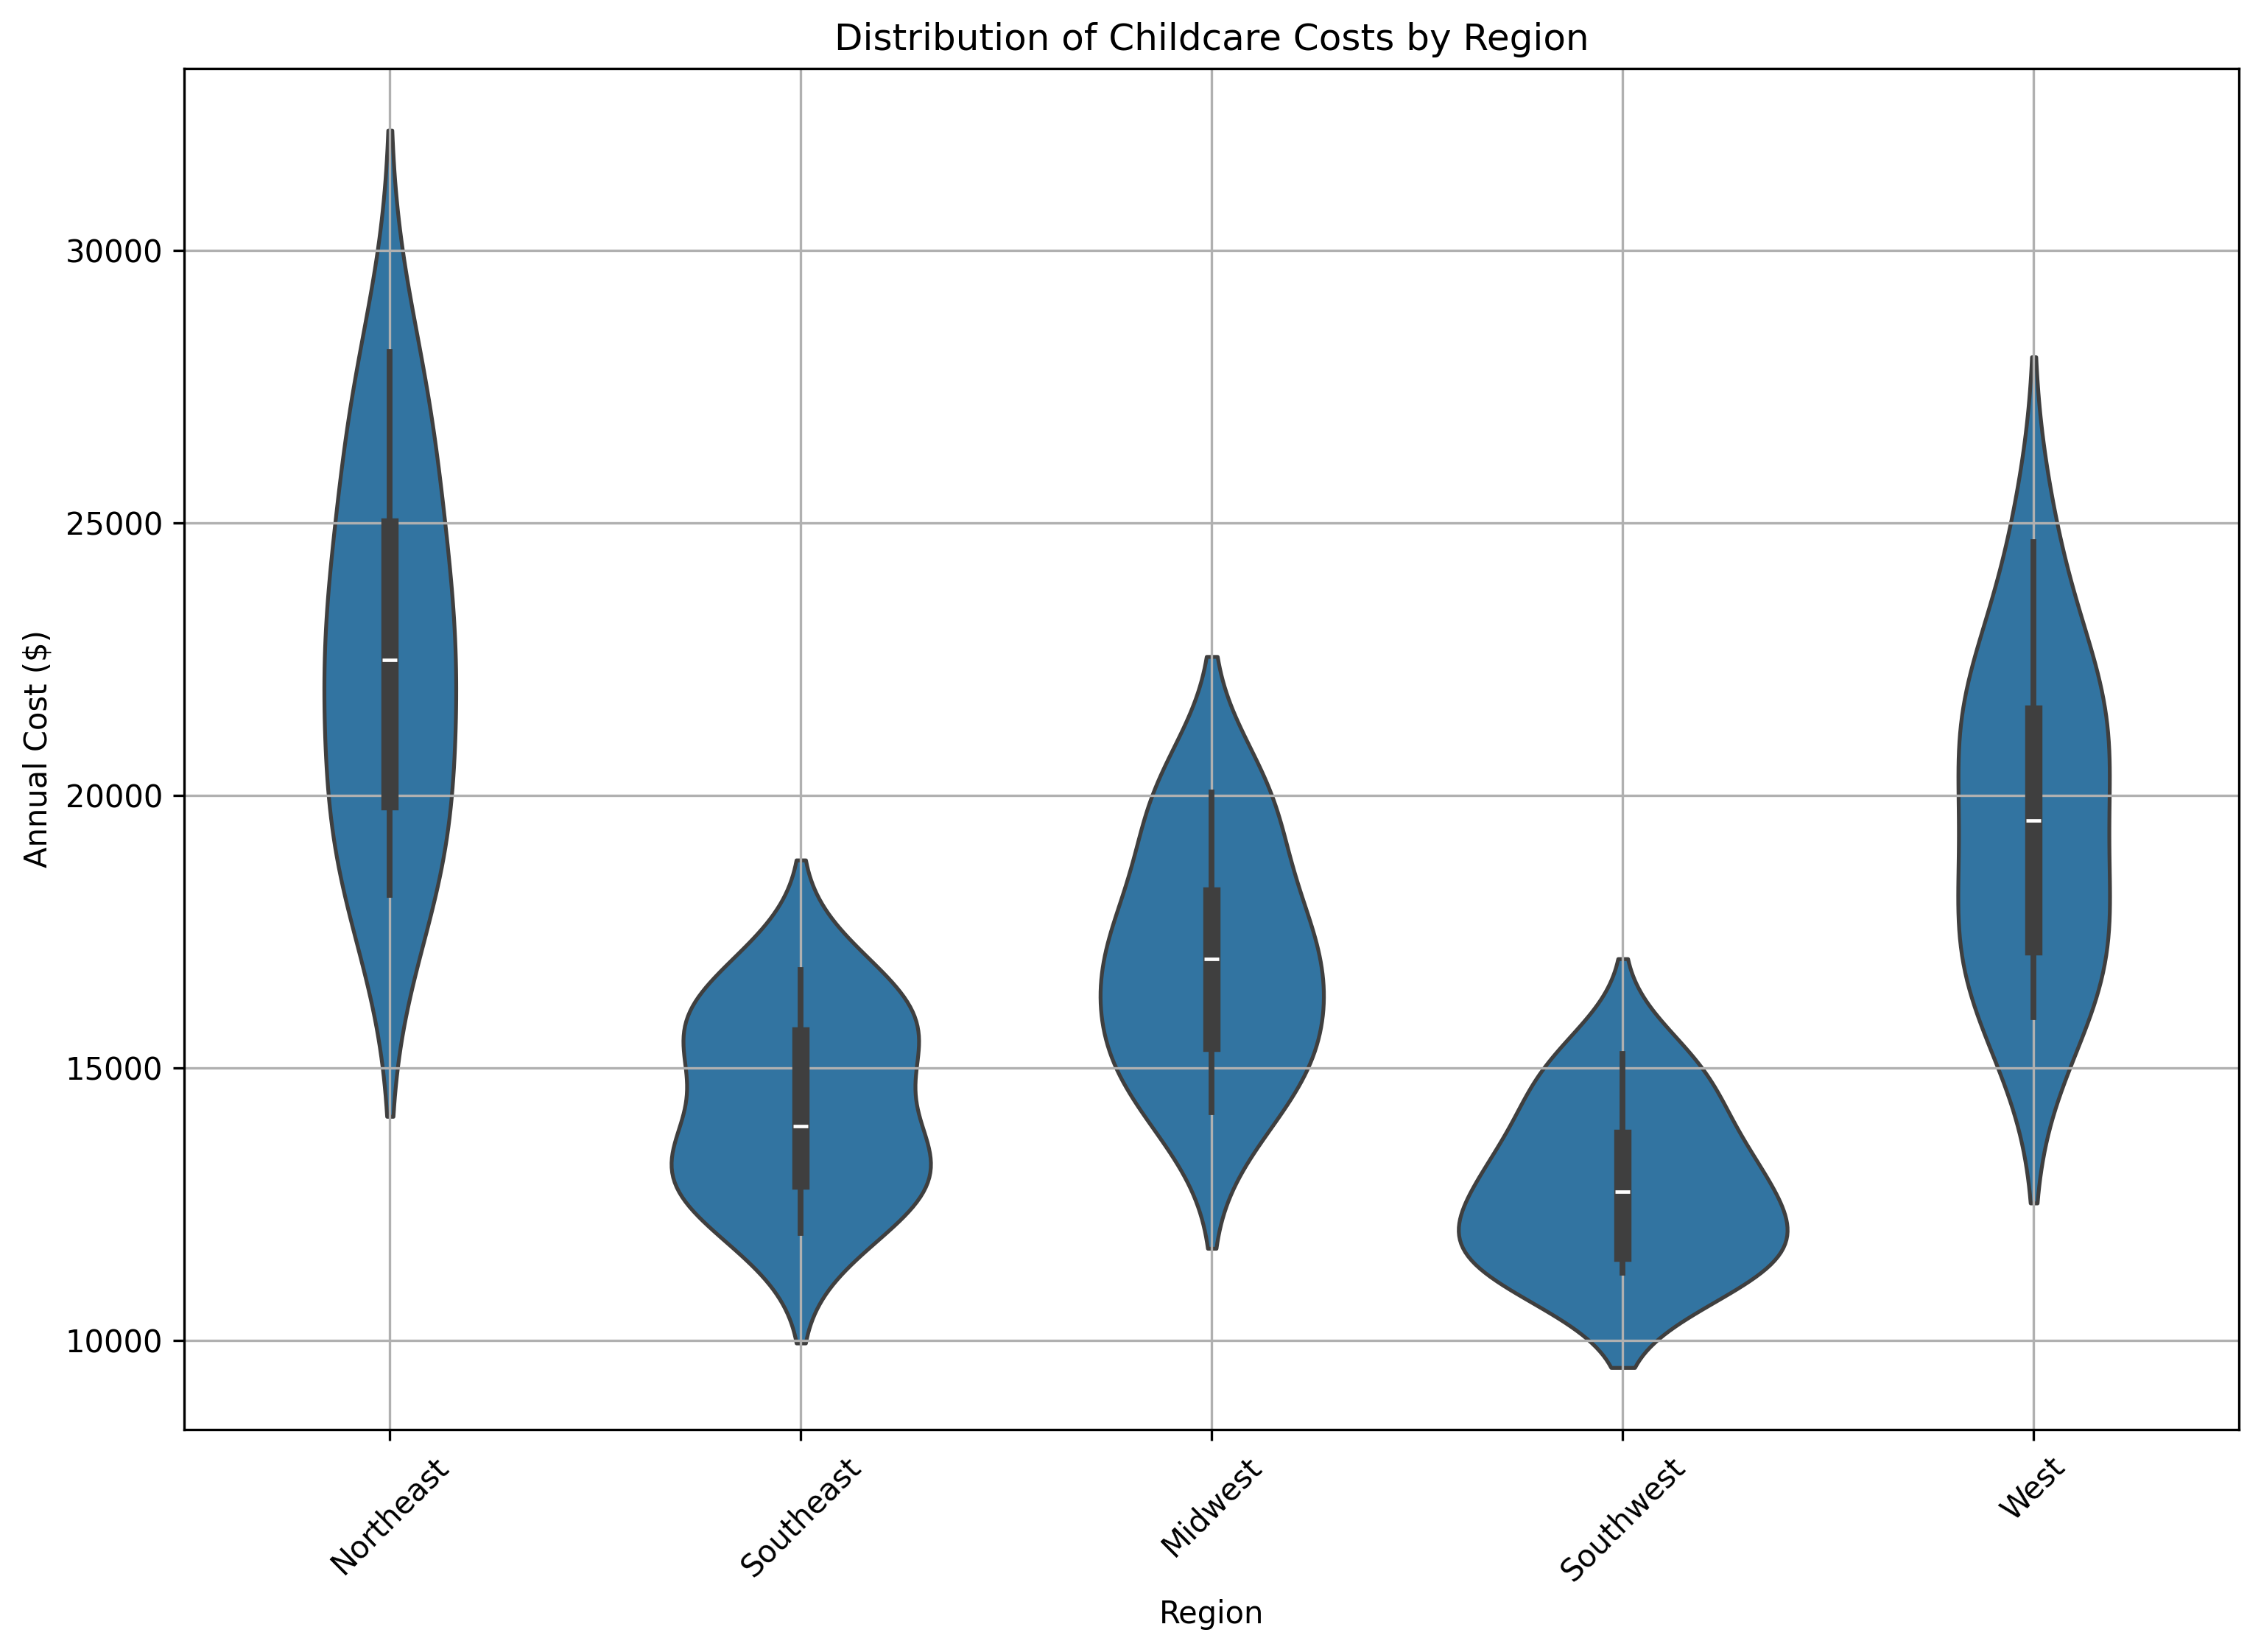 Distribution of Childcare Costs by Region
Annual Cost ($)
30000
25000
20000
15000
10000
Northeast
Southeast
Midwest
Southwest
West
Region